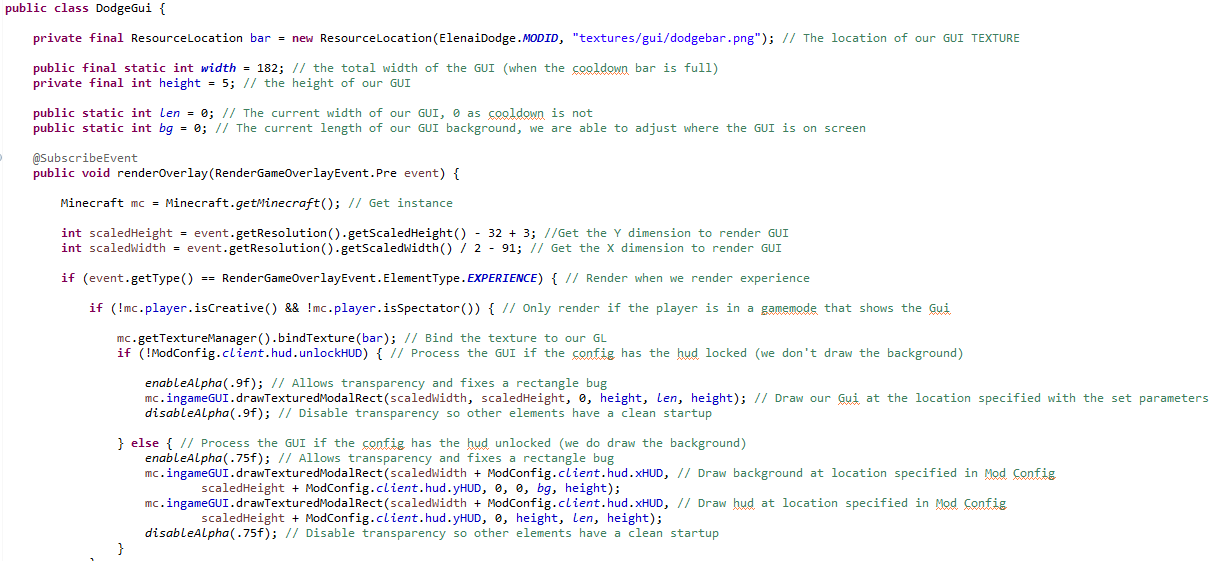 public class DodgeGui {
private final ResourceLocation bar = new ResourceLocation(ElenaiDodge.MODID, "textures/gui/dodgebar.png"); // The location of our GUI TEXTURE
public final static int width = 182; // the total width of the GUI (when the cooldown bar is full)
private final int height = 5; // the height of our GUI
public static int len = 0; // The current width of our GUI, 0 as cooldown is not
public static int bg = 0; // The current length of our GUI background, we are able to adjust where the GUI is on screen
@SubscribeEvent
public void renderOverlay(RenderGameOverlayEvent.Pre event) {
Minecraft mc = Minecraft.getMinecraft(); // Get instance
int scaledHeight = event.getResolution().getScaledHeight() - 32 + 3; //Get the Y dimension to render GUI
int scaledWidth = event.getResolution().getScaledWidth() / 2 - 91; // Get the X dimension to render GUI
if (event.getType() == RenderGameOverlayEvent.ElementType.EXPERIENCE) { // Render when we render experience
if (!mc.player.isCreative() && !mc.player.isSpectator()) { // Only render if the player is in a gamemode that shows the Gui
mc.getTextureManager().bindTexture(bar); // Bind the texture to our GL
if (!ModConfig.client.hud.unlockHUD) { // Process the GUI if the config has the hud locked (we don't draw the background)
enableAlpha(.9f); // Allows transparency and fixes a rectangle bug
mc.ingameGUI.drawTexturedModalRect(scaledWidth, scaledHeight, 0, height, len, height); // Draw our Gui at the location specified with the set parameters
disableAlpha(.9f); // Disable transparency so other elements have a clean startup
} else { // Process the GUI if the config has the hud unlocked (we do draw the background)
enableAlpha(.75f); // Allows transparency and fixes a rectangle bug
mc.ingameGUI.drawTexturedModalRect(scaledWidth + ModConfig.client.hud.xHUD, // Draw background at location specified in Mod Config
scaledHeight + ModConfig.client.hud.yHUD, 0, 0, bg, height);
mc.ingameGUI.drawTexturedModalRect(scaledWidth + ModConfig.client.hud.xHUD, // Draw hud at location specified in Mod Config
scaledHeight + ModConfig.client.hud.yHUD, 0, height, len, height);
disableAlpha(.75f); // Disable transparency so other elements have a clean startup
}